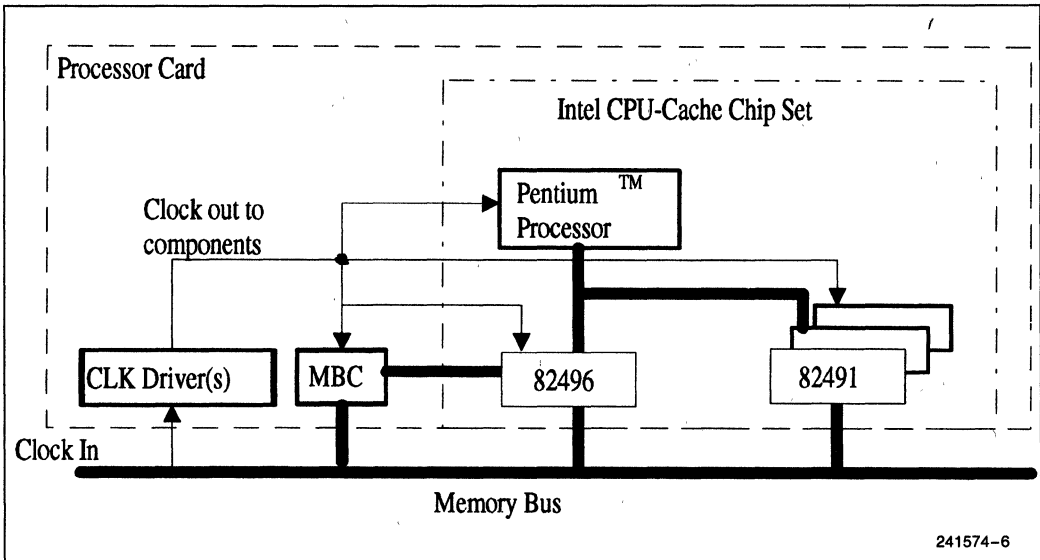 Processor Card
Intel CPU-Cache Chip Set
Pentium TM
Processor
Clock out to
components
CLK Driver(s)
MBC
82496
82491
Clock In
Memory Bus
241574-6